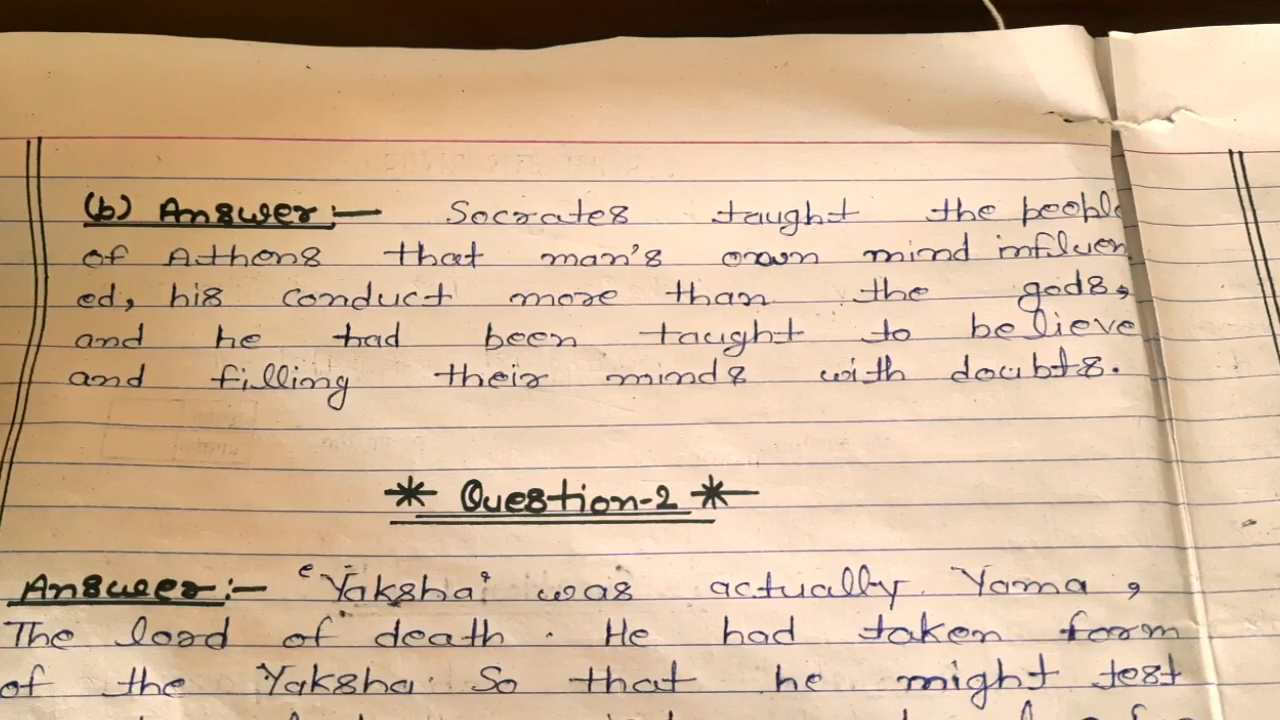 (b) Answer:- Socrates taught the people
of Athens that man's own mind influen
ed, his conduct more than the gods,
and he had been taught to believe
and filling their minds with doubts.
* Question-2 *
Answer:- 'Yaksha' was actually Yama,
The lord of death. He had taken form
of the Yaksha. So that he might test